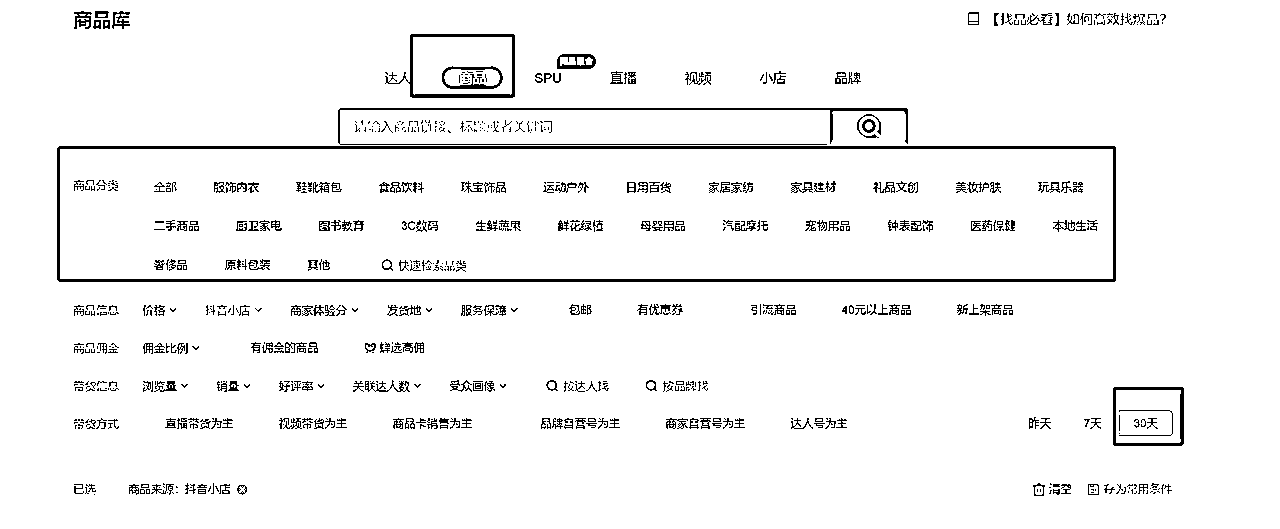 商品库 【找品必看】如何高效找爆品?
达人 商品 SPU 直播 视频 小店 品牌
请输入商品链接、标题或者关键词
商品分类 全部 服饰内衣 鞋靴箱包 食品饮料 珠宝饰品 运动户外 日用百货 家居家纺 家具建材 礼品文创 美妆护肤 玩具乐器
二手商品 厨卫家电 图书教育 3C数码 生鲜蔬果 鲜花绿植 母婴用品 汽配摩托 宠物用品 钟表配饰 医药保健 本地生活
奢侈品 原料包装 其他 快速检索品类
商品信息 价格 抖音小店 商家体验分 发货地 服务保障 包邮 有优惠券 引流商品 40元以上商品 新上架商品
商品佣金 佣金比例 有佣金的商品 蝉选高佣
带货信息 浏览量 销量 好评率 关联达人数 受众画像 按达人找 按品牌找
带货方式 直播带货为主 视频带货为主 商品卡销售为主 品牌自营号为主 商家自营号为主 达人号为主 昨天 7天 30天
已选 商品来源：抖音小店 清空 存为常用条件